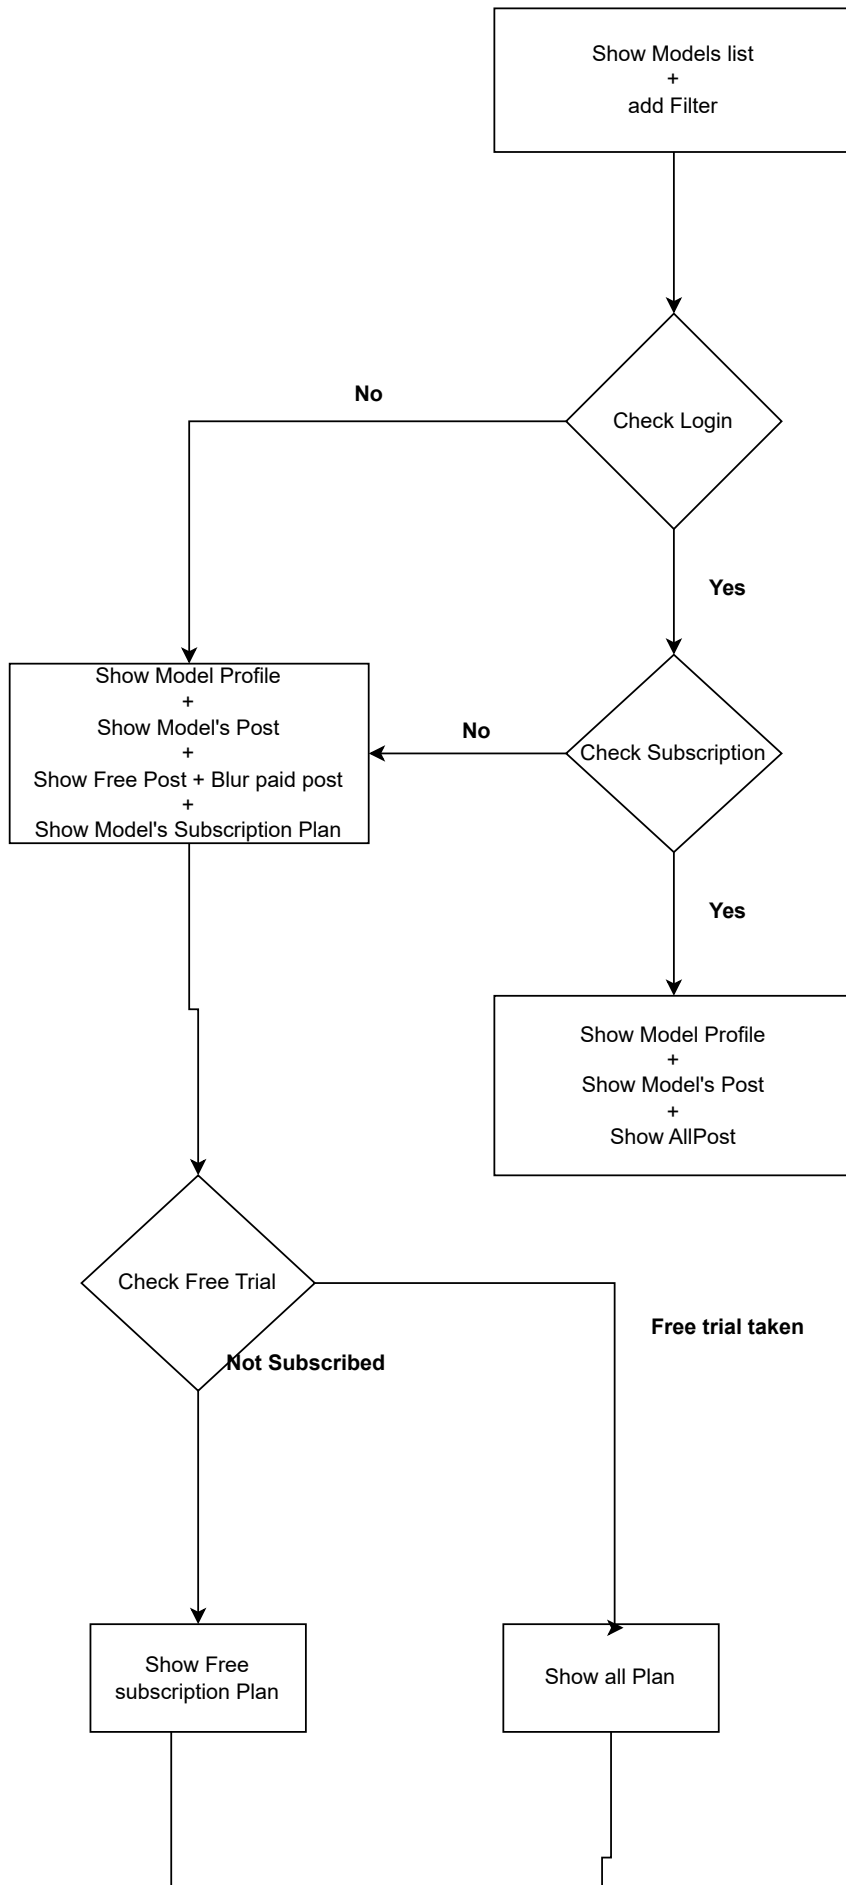 Show Models list
+
add Filter
No
Check Login
Yes
Show Model Profile
+
Show Model's Post
+
Show Free Post + Blur paid post
+
Show Model's Subscription Plan
No
Check Subscription
Yes
Show Model Profile
+
Show Model's Post
+
Show AllPost
Check Free Trial
Free trial taken
Not Subscribed
Show Free
subscription Plan
Show all Plan